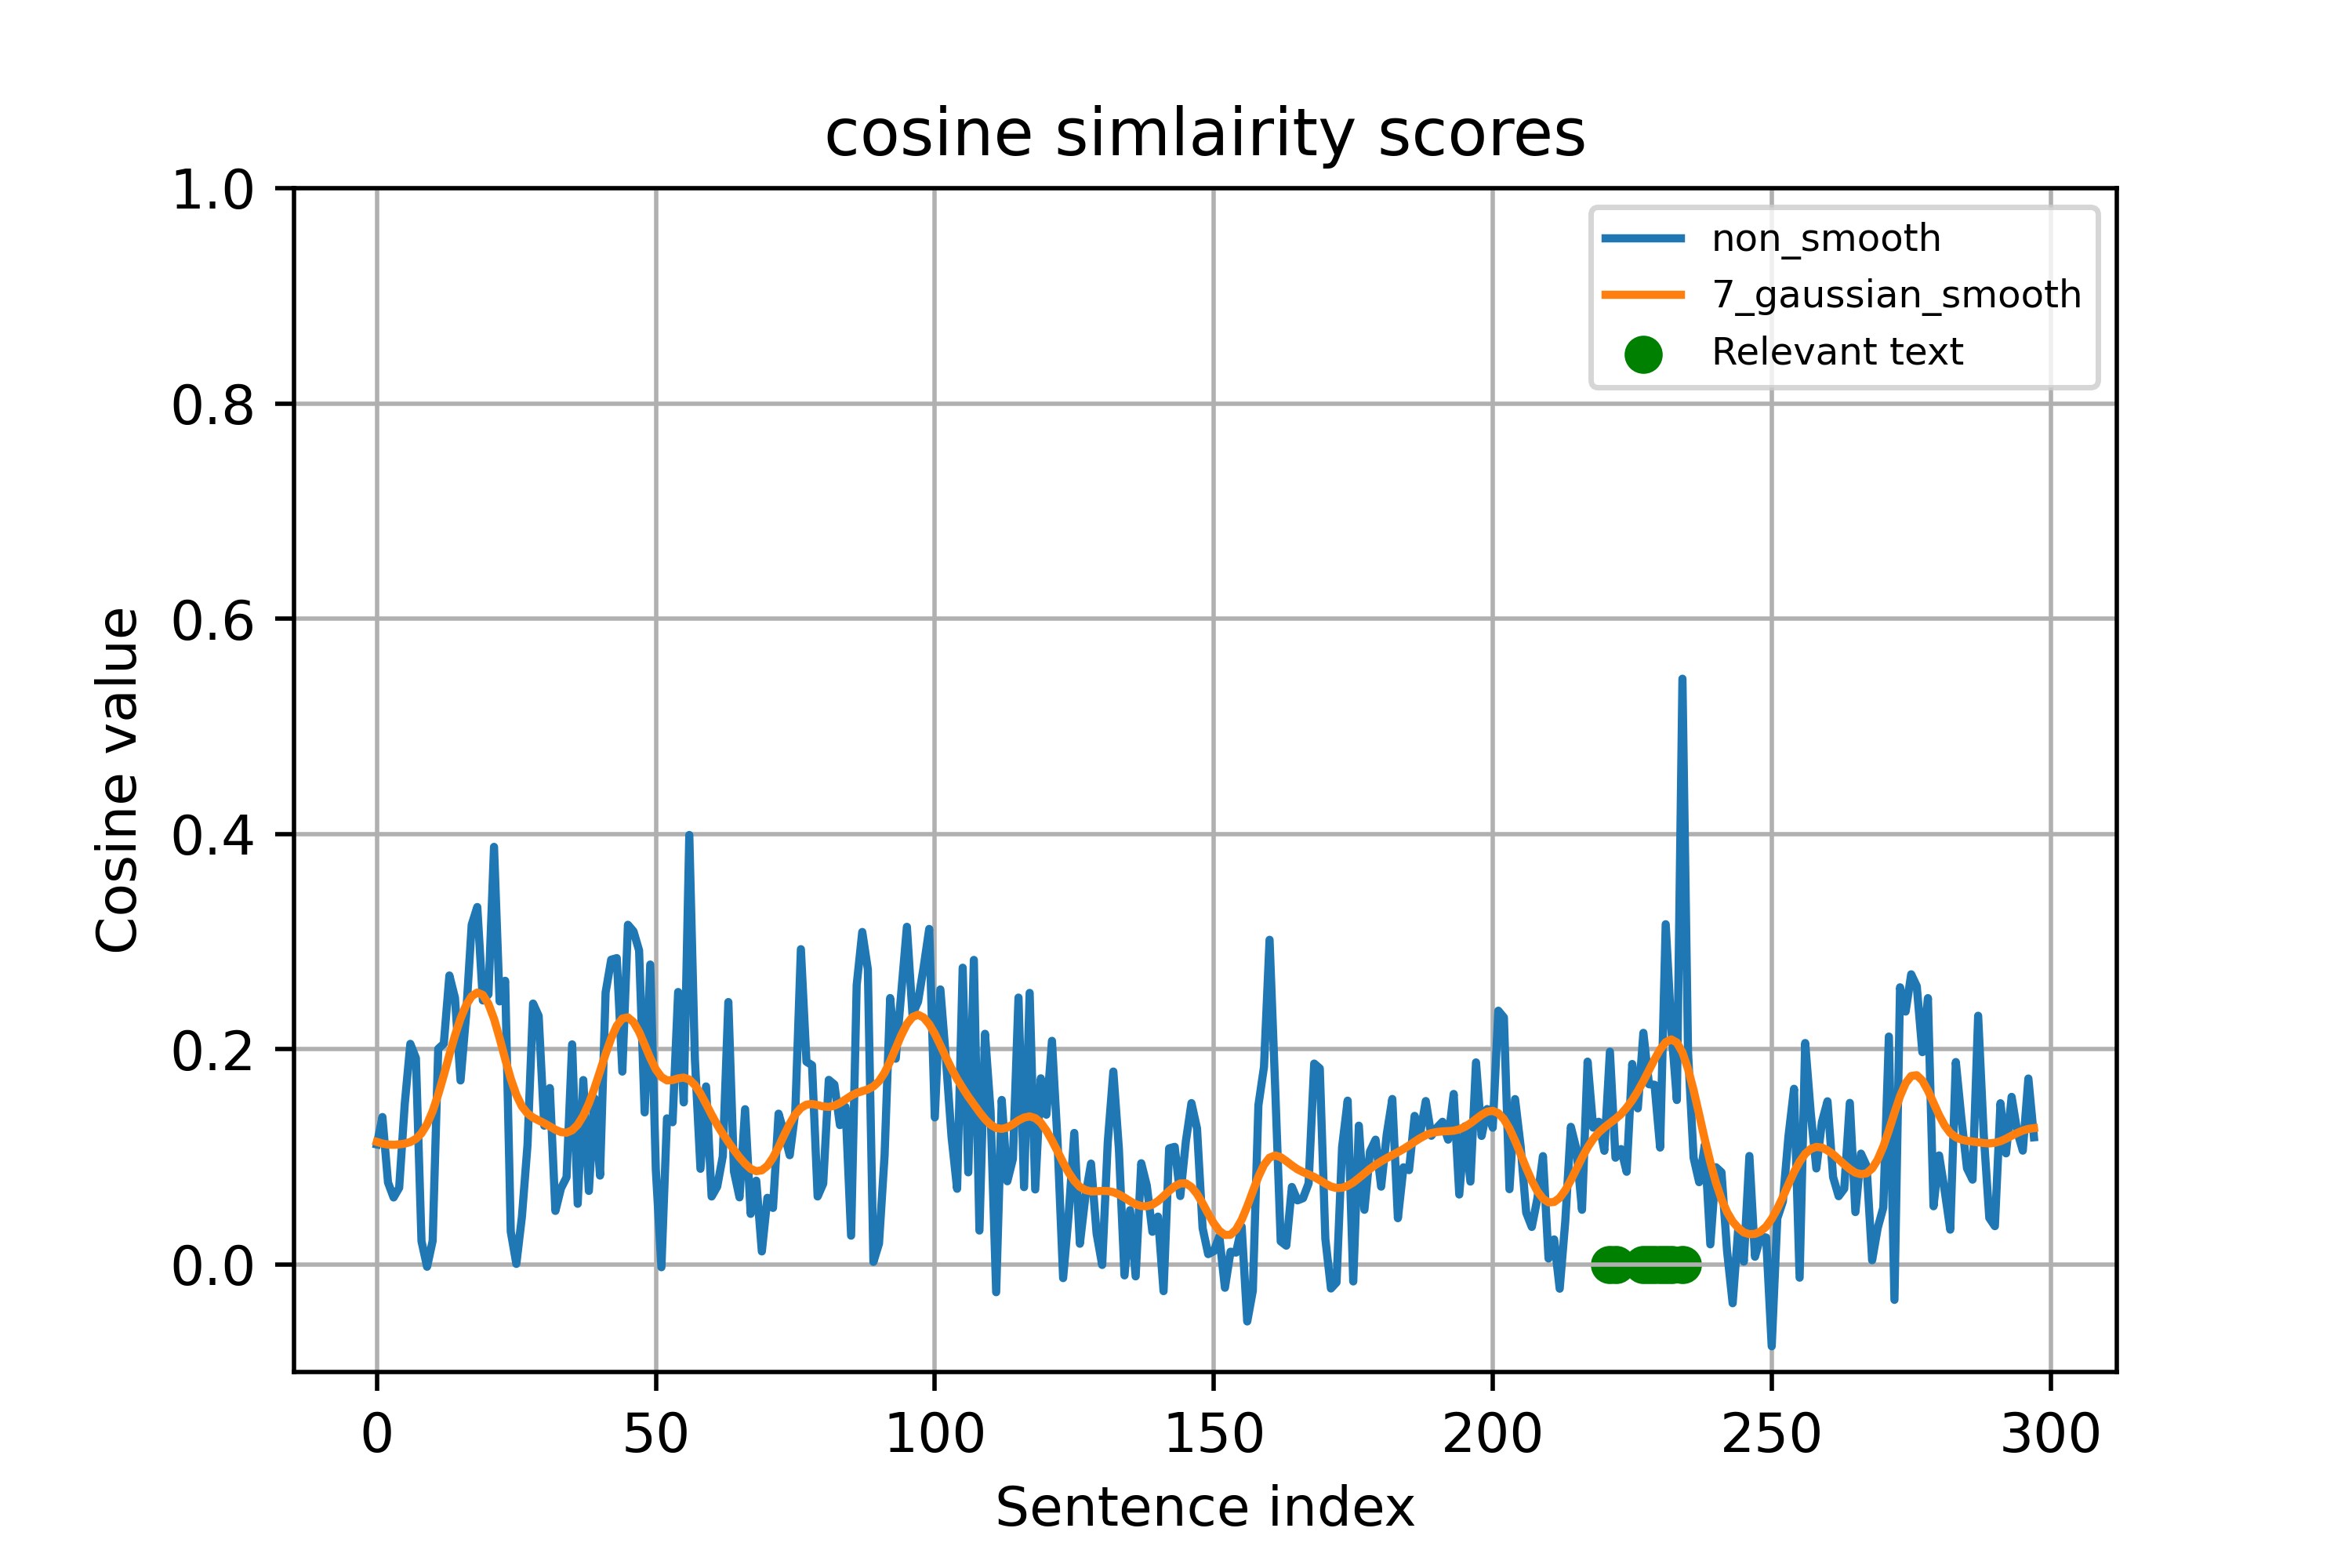 cosine simlairity scores
1.0
0.8
0.6
0.4
0.2
0.0
Cosine value
non_smooth
7_gaussian_smooth
Relevant text
0 50 100 150 200 250 300
Sentence index